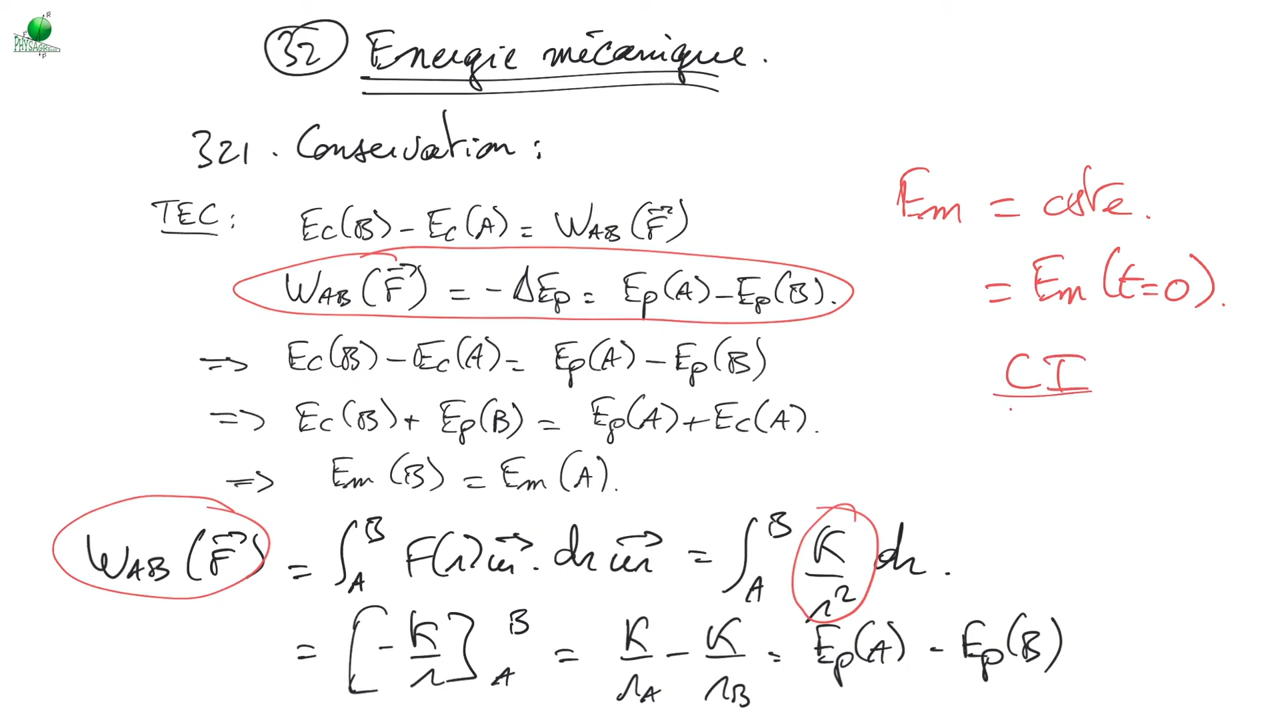 32 Energie mécanique.
321. Conservation :
TEC : Ec(B) - Ec(A) = W_AB(F⃗)
W_AB(F⃗) = - ΔEp = Ep(A) - Ep(B).
=> Ec(B) - Ec(A) = Ep(A) - Ep(B)
=> Ec(B) + Ep(B) = Ep(A) + Ec(A).
=> Em(B) = Em(A).
W_AB(F⃗) = ∫_A^B F(r) u⃗r . dr u⃗r = ∫_A^B K/r² dr.
= [-K/r]_A^B = K/r_A - K/r_B = Ep(A) - Ep(B)
Em = cste.
= Em(t=0).
CI